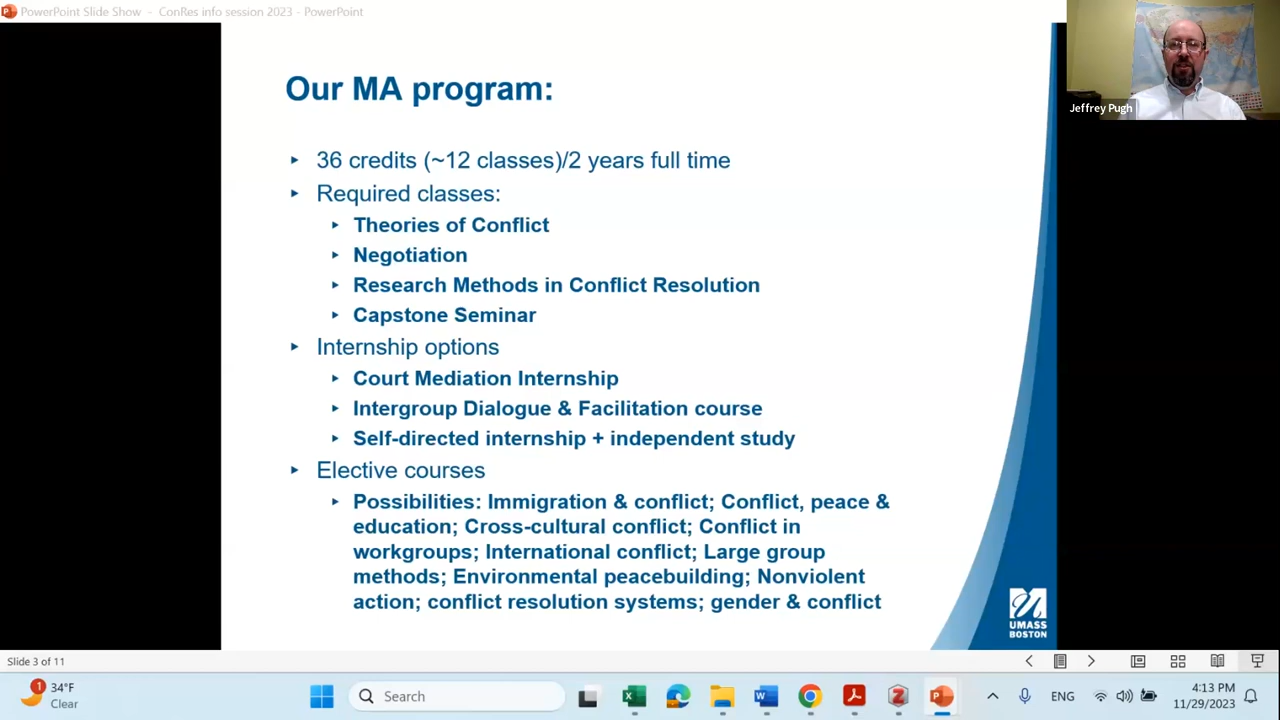 PowerPoint Slide Show - ConRes info session 2023 - PowerPoint
Jeffrey Pugh
Our MA program:
36 credits (~12 classes)/2 years full time
Required classes:
Theories of Conflict
Negotiation
Research Methods in Conflict Resolution
Capstone Seminar
Internship options
Court Mediation Internship
Intergroup Dialogue & Facilitation course
Self-directed internship + independent study
Elective courses
Possibilities: Immigration & conflict; Conflict, peace &
education; Cross-cultural conflict; Conflict in
workgroups; International conflict; Large group
methods; Environmental peacebuilding; Nonviolent
action; conflict resolution systems; gender & conflict
UMASS
BOSTON
Slide 3 of 11
1
34°F
Clear
Search
ENG
4:13 PM
11/29/2023